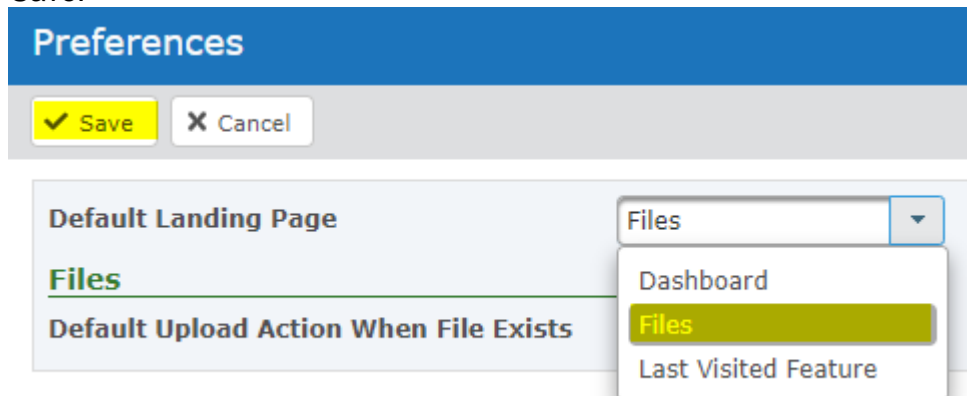 Preferences
Save Cancel
Default Landing Page Files
Dashboard
Files
Files
Default Upload Action When File Exists
Last Visited Feature